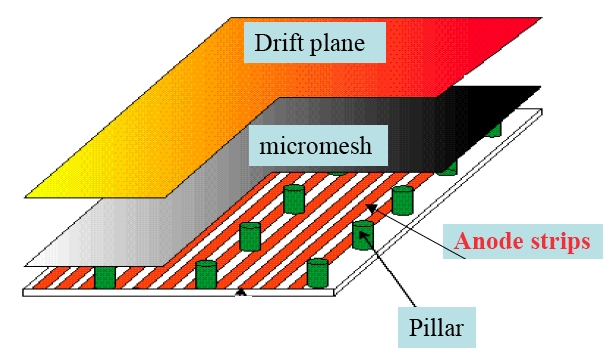 Drift plane
micromesh
Anode strips
Pillar